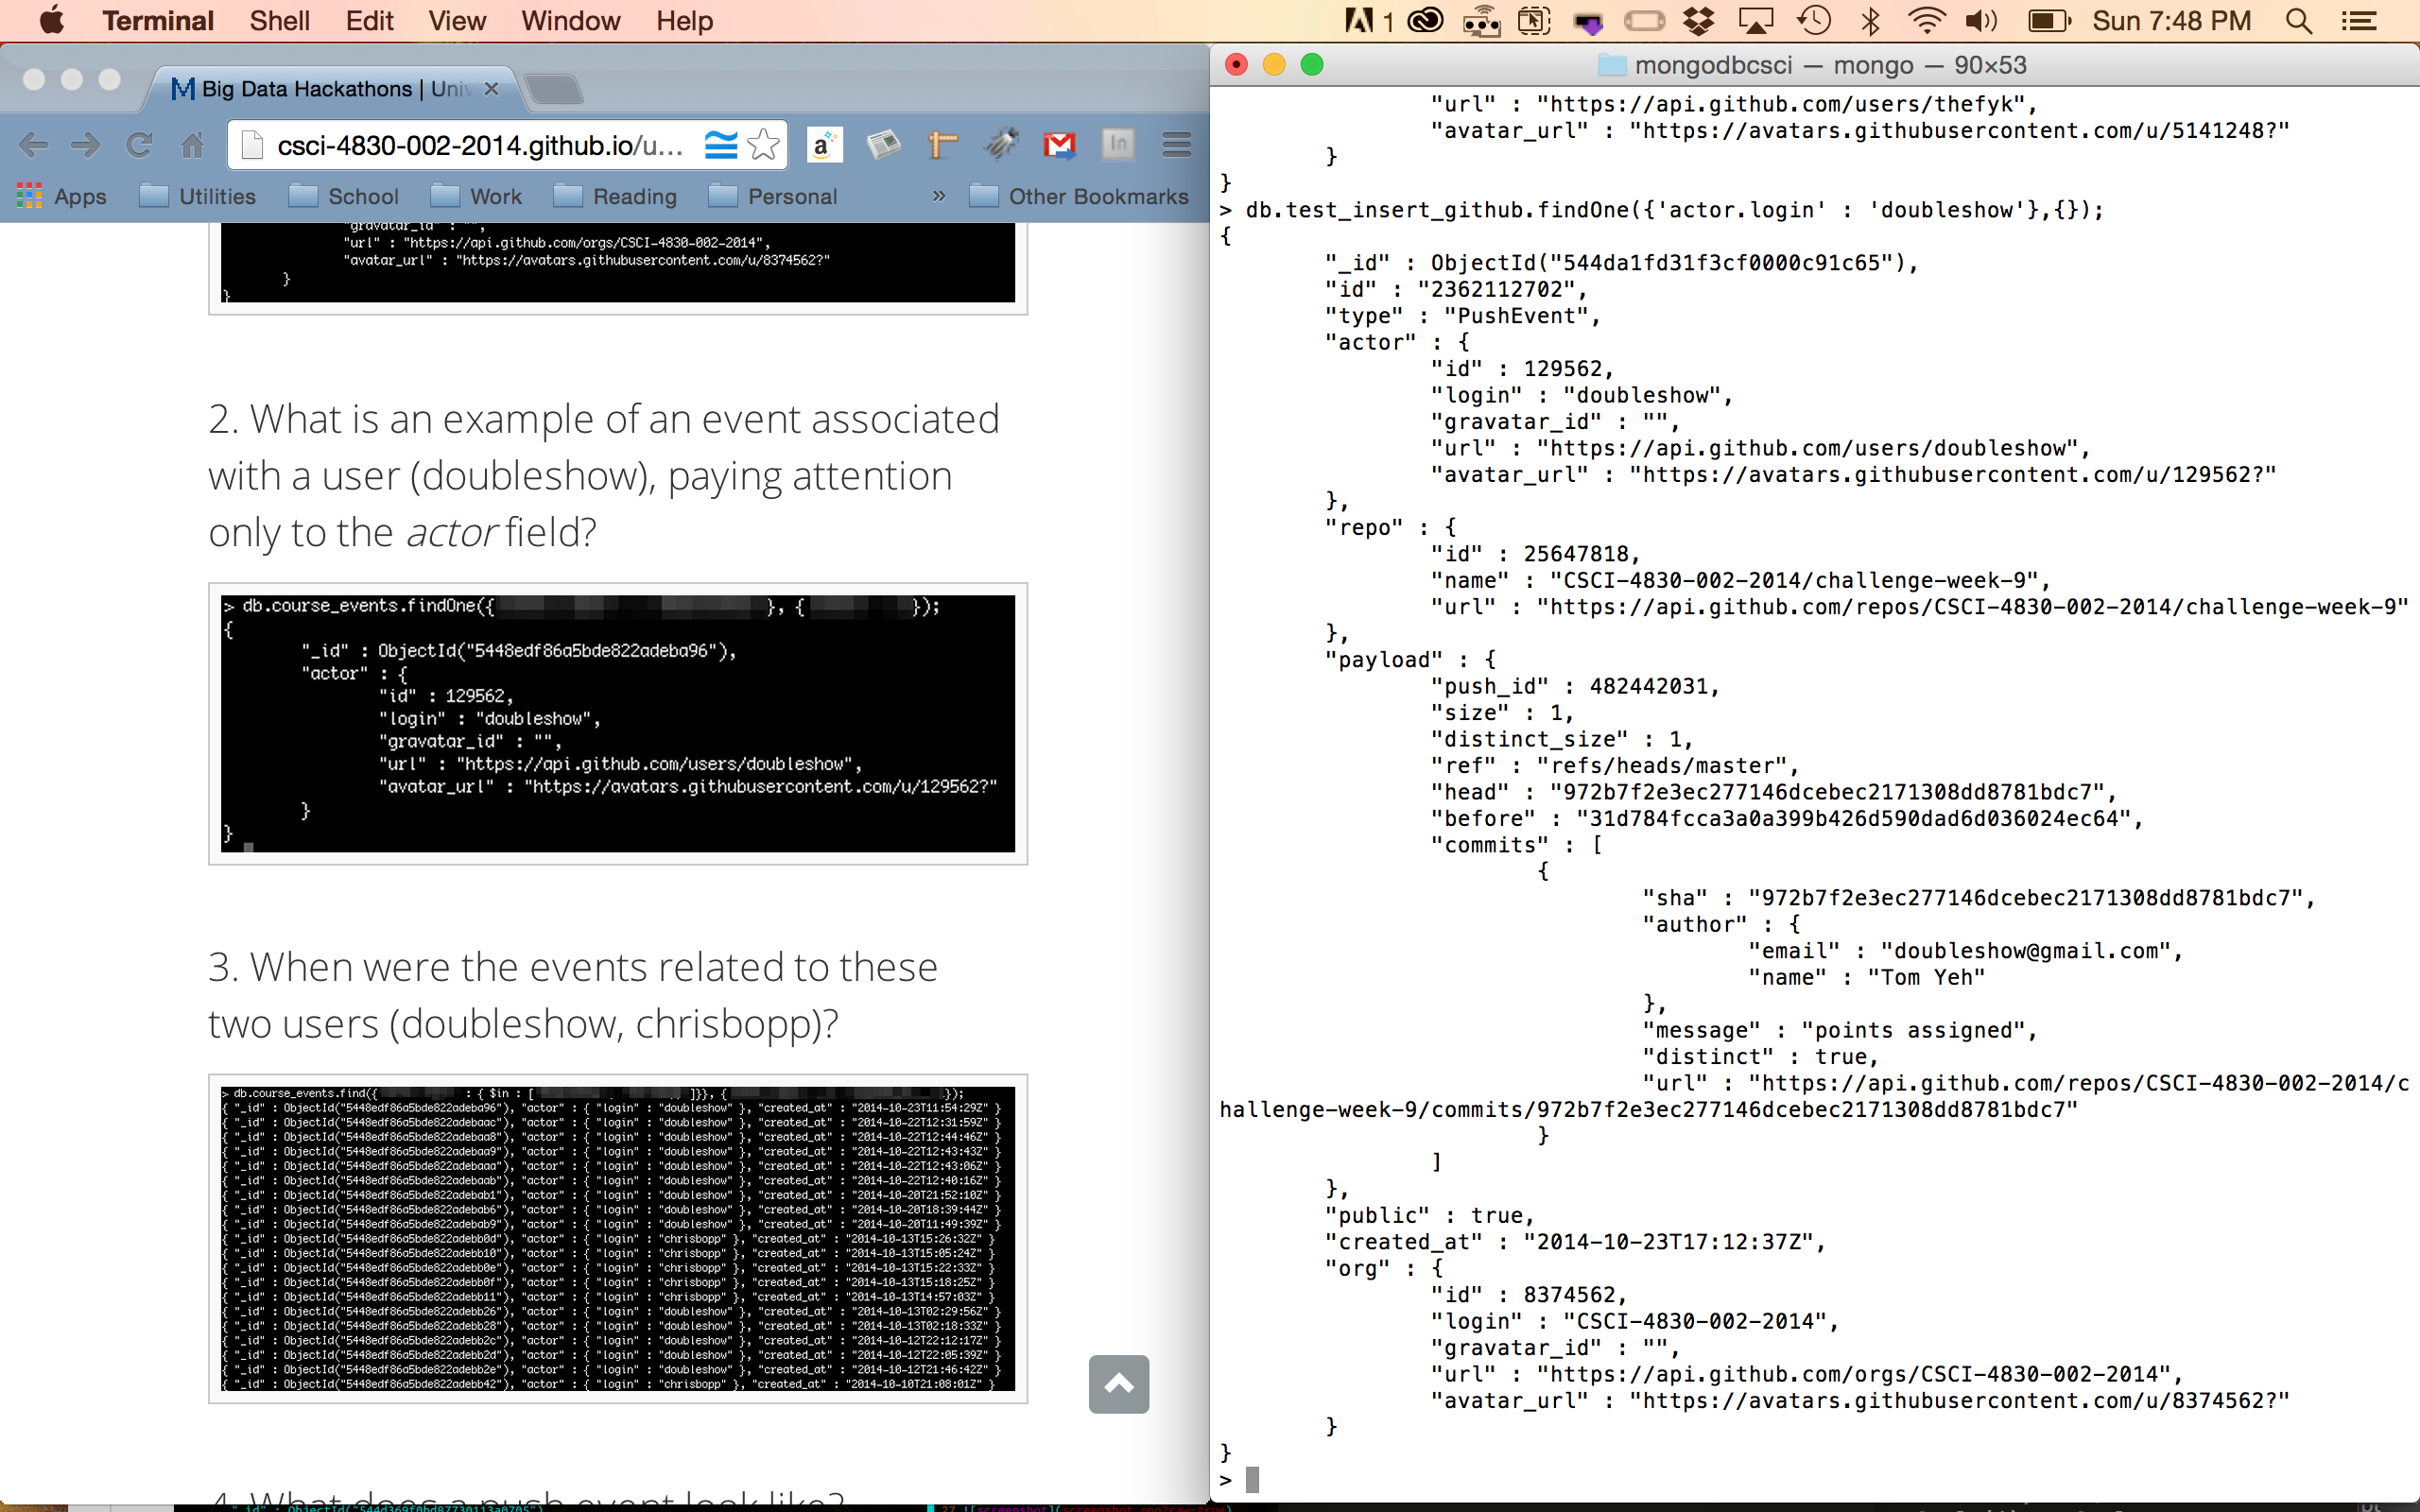 Terminal Shell Edit View Window Help 1 Sun 7:48 PM
Big Data Hackathons | Univ
csci-4830-002-2014.github.io/u...
Apps Utilities School Work Reading Personal » Other Bookmarks
"gravatar_id" : "",
"url" : "https://api.github.com/orgs/CSCI-4830-002-2014",
"avatar_url" : "https://avatars.githubusercontent.com/u/8374562?"
}
}
2. What is an example of an event associated
with a user (doubleshow), paying attention
only to the actor field?
> db.course_events.findOne({ }, { });
{
"_id" : ObjectId("5448edf86a5bde822adeba96"),
"actor" : {
"id" : 129562,
"login" : "doubleshow",
"gravatar_id" : "",
"url" : "https://api.github.com/users/doubleshow",
"avatar_url" : "https://avatars.githubusercontent.com/u/129562?"
}
}
3. When were the events related to these
two users (doubleshow, chrisbopp)?
> db.course_events.find({ : { $in : [ ]}}, { });
{ "_id" : ObjectId("5448edf86a5bde822adeba96"), "actor" : { "login" : "doubleshow" }, "created_at" : "2014-10-23T11:54:29Z" }
{ "_id" : ObjectId("5448edf86a5bde822adebaac"), "actor" : { "login" : "doubleshow" }, "created_at" : "2014-10-22T12:31:59Z" }
{ "_id" : ObjectId("5448edf86a5bde822adebaa8"), "actor" : { "login" : "doubleshow" }, "created_at" : "2014-10-22T12:44:46Z" }
{ "_id" : ObjectId("5448edf86a5bde822adebaa9"), "actor" : { "login" : "doubleshow" }, "created_at" : "2014-10-22T12:43:43Z" }
{ "_id" : ObjectId("5448edf86a5bde822adebaaa"), "actor" : { "login" : "doubleshow" }, "created_at" : "2014-10-22T12:43:06Z" }
{ "_id" : ObjectId("5448edf86a5bde822adebaab"), "actor" : { "login" : "doubleshow" }, "created_at" : "2014-10-22T12:40:16Z" }
{ "_id" : ObjectId("5448edf86a5bde822adebab1"), "actor" : { "login" : "doubleshow" }, "created_at" : "2014-10-20T21:52:10Z" }
{ "_id" : ObjectId("5448edf86a5bde822adebab6"), "actor" : { "login" : "doubleshow" }, "created_at" : "2014-10-20T18:39:44Z" }
{ "_id" : ObjectId("5448edf86a5bde822adebab9"), "actor" : { "login" : "doubleshow" }, "created_at" : "2014-10-20T11:49:39Z" }
{ "_id" : ObjectId("5448edf86a5bde822adebb0d"), "actor" : { "login" : "chrisbopp" }, "created_at" : "2014-10-13T15:26:32Z" }
{ "_id" : ObjectId("5448edf86a5bde822adebb10"), "actor" : { "login" : "chrisbopp" }, "created_at" : "2014-10-13T15:05:24Z" }
{ "_id" : ObjectId("5448edf86a5bde822adebb0e"), "actor" : { "login" : "chrisbopp" }, "created_at" : "2014-10-13T15:22:33Z" }
{ "_id" : ObjectId("5448edf86a5bde822adebb0f"), "actor" : { "login" : "chrisbopp" }, "created_at" : "2014-10-13T15:18:25Z" }
{ "_id" : ObjectId("5448edf86a5bde822adebb11"), "actor" : { "login" : "chrisbopp" }, "created_at" : "2014-10-13T14:57:03Z" }
{ "_id" : ObjectId("5448edf86a5bde822adebb26"), "actor" : { "login" : "doubleshow" }, "created_at" : "2014-10-13T02:29:56Z" }
{ "_id" : ObjectId("5448edf86a5bde822adebb28"), "actor" : { "login" : "doubleshow" }, "created_at" : "2014-10-13T02:18:33Z" }
{ "_id" : ObjectId("5448edf86a5bde822adebb2c"), "actor" : { "login" : "doubleshow" }, "created_at" : "2014-10-12T22:12:17Z" }
{ "_id" : ObjectId("5448edf86a5bde822adebb2d"), "actor" : { "login" : "doubleshow" }, "created_at" : "2014-10-12T22:05:39Z" }
{ "_id" : ObjectId("5448edf86a5bde822adebb2e"), "actor" : { "login" : "doubleshow" }, "created_at" : "2014-10-12T21:46:42Z" }
{ "_id" : ObjectId("5448edf86a5bde822adebb42"), "actor" : { "login" : "chrisbopp" }, "created_at" : "2014-10-10T21:08:01Z" }
4. What does a push event look like?
mongodbcsci — mongo — 90×53
"url" : "https://api.github.com/users/thefyk",
"avatar_url" : "https://avatars.githubusercontent.com/u/5141248?"
}
}
> db.test_insert_github.findOne({'actor.login' : 'doubleshow'},{});
{
"_id" : ObjectId("544da1fd31f3cf0000c91c65"),
"id" : "2362112702",
"type" : "PushEvent",
"actor" : {
"id" : 129562,
"login" : "doubleshow",
"gravatar_id" : "",
"url" : "https://api.github.com/users/doubleshow",
"avatar_url" : "https://avatars.githubusercontent.com/u/129562?"
},
"repo" : {
"id" : 25647818,
"name" : "CSCI-4830-002-2014/challenge-week-9",
"url" : "https://api.github.com/repos/CSCI-4830-002-2014/challenge-week-9"
},
"payload" : {
"push_id" : 482442031,
"size" : 1,
"distinct_size" : 1,
"ref" : "refs/heads/master",
"head" : "972b7f2e3ec277146dcebec2171308dd8781bdc7",
"before" : "31d784fcca3a0a399b426d590dad6d036024ec64",
"commits" : [
{
"sha" : "972b7f2e3ec277146dcebec2171308dd8781bdc7",
"author" : {
"email" : "doubleshow@gmail.com",
"name" : "Tom Yeh"
},
"message" : "points assigned",
"distinct" : true,
"url" : "https://api.github.com/repos/CSCI-4830-002-2014/c
hallenge-week-9/commits/972b7f2e3ec277146dcebec2171308dd8781bdc7"
}
]
},
"public" : true,
"created_at" : "2014-10-23T17:12:37Z",
"org" : {
"id" : 8374562,
"login" : "CSCI-4830-002-2014",
"gravatar_id" : "",
"url" : "https://api.github.com/orgs/CSCI-4830-002-2014",
"avatar_url" : "https://avatars.githubusercontent.com/u/8374562?"
}
}
>